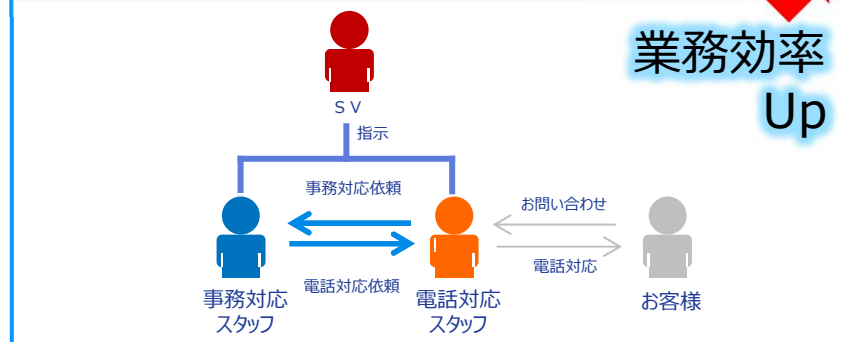 業務効率
Up
ＳＶ
指示
事務対応依頼
お問い合わせ
電話対応
電話対応依頼
事務対応
スタッフ
電話対応
スタッフ
お客様